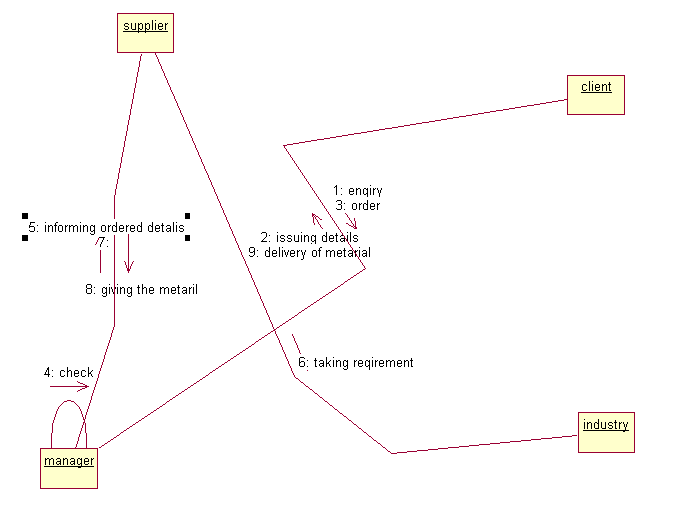 supplier
client
1: enqiry
3: order
5: informing ordered detalis
7:
2: issuing details
9: delivery of metarial
8: giving the metaril
6: taking reqirement
4: check
industry
manager